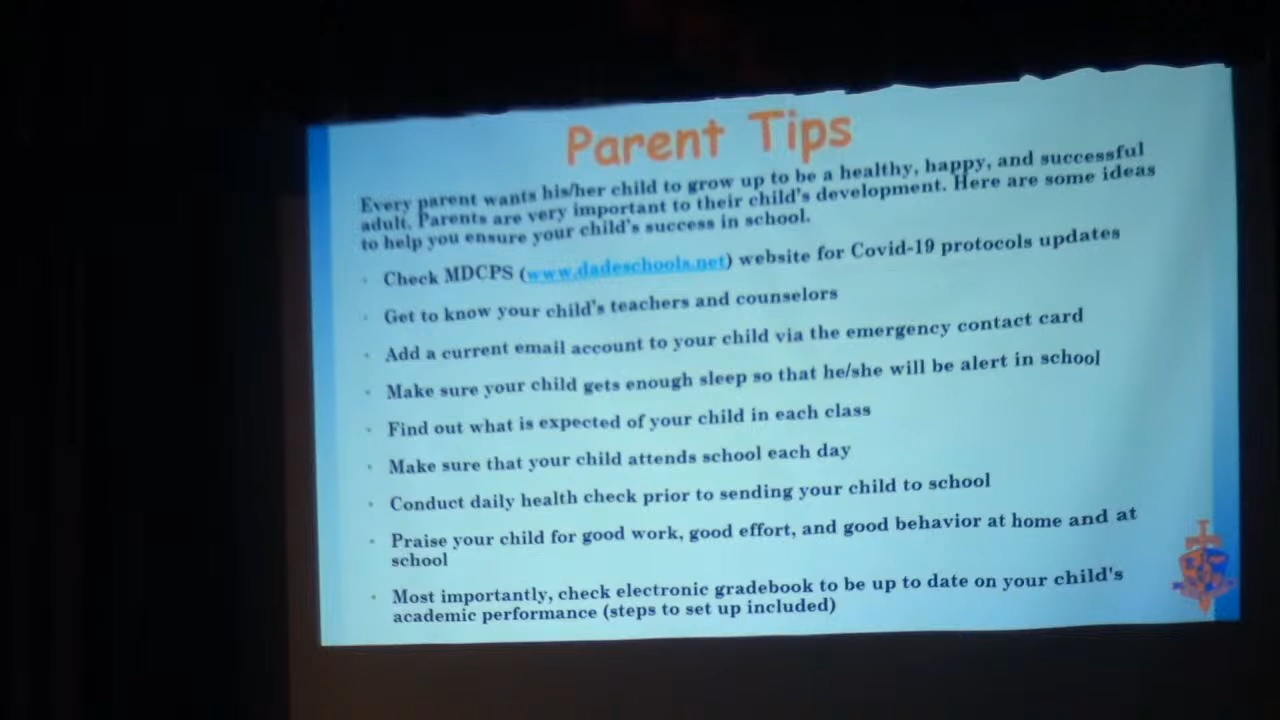 Parent Tips
Every parent wants his/her child to grow up to be a healthy, happy, and successful
adult. Parents are very important to their child's development. Here are some ideas
to help you ensure your child's success in school.
Check MDCPS (www.dadeschools.net) website for Covid-19 protocols updates
Get to know your child's teachers and counselors
Add a current email account to your child via the emergency contact card
Make sure your child gets enough sleep so that he/she will be alert in school
Find out what is expected of your child in each class
Make sure that your child attends school each day
Conduct daily health check prior to sending your child to school
Praise your child for good work, good effort, and good behavior at home and at
school
Most importantly, check electronic gradebook to be up to date on your child's
academic performance (steps to set up included)